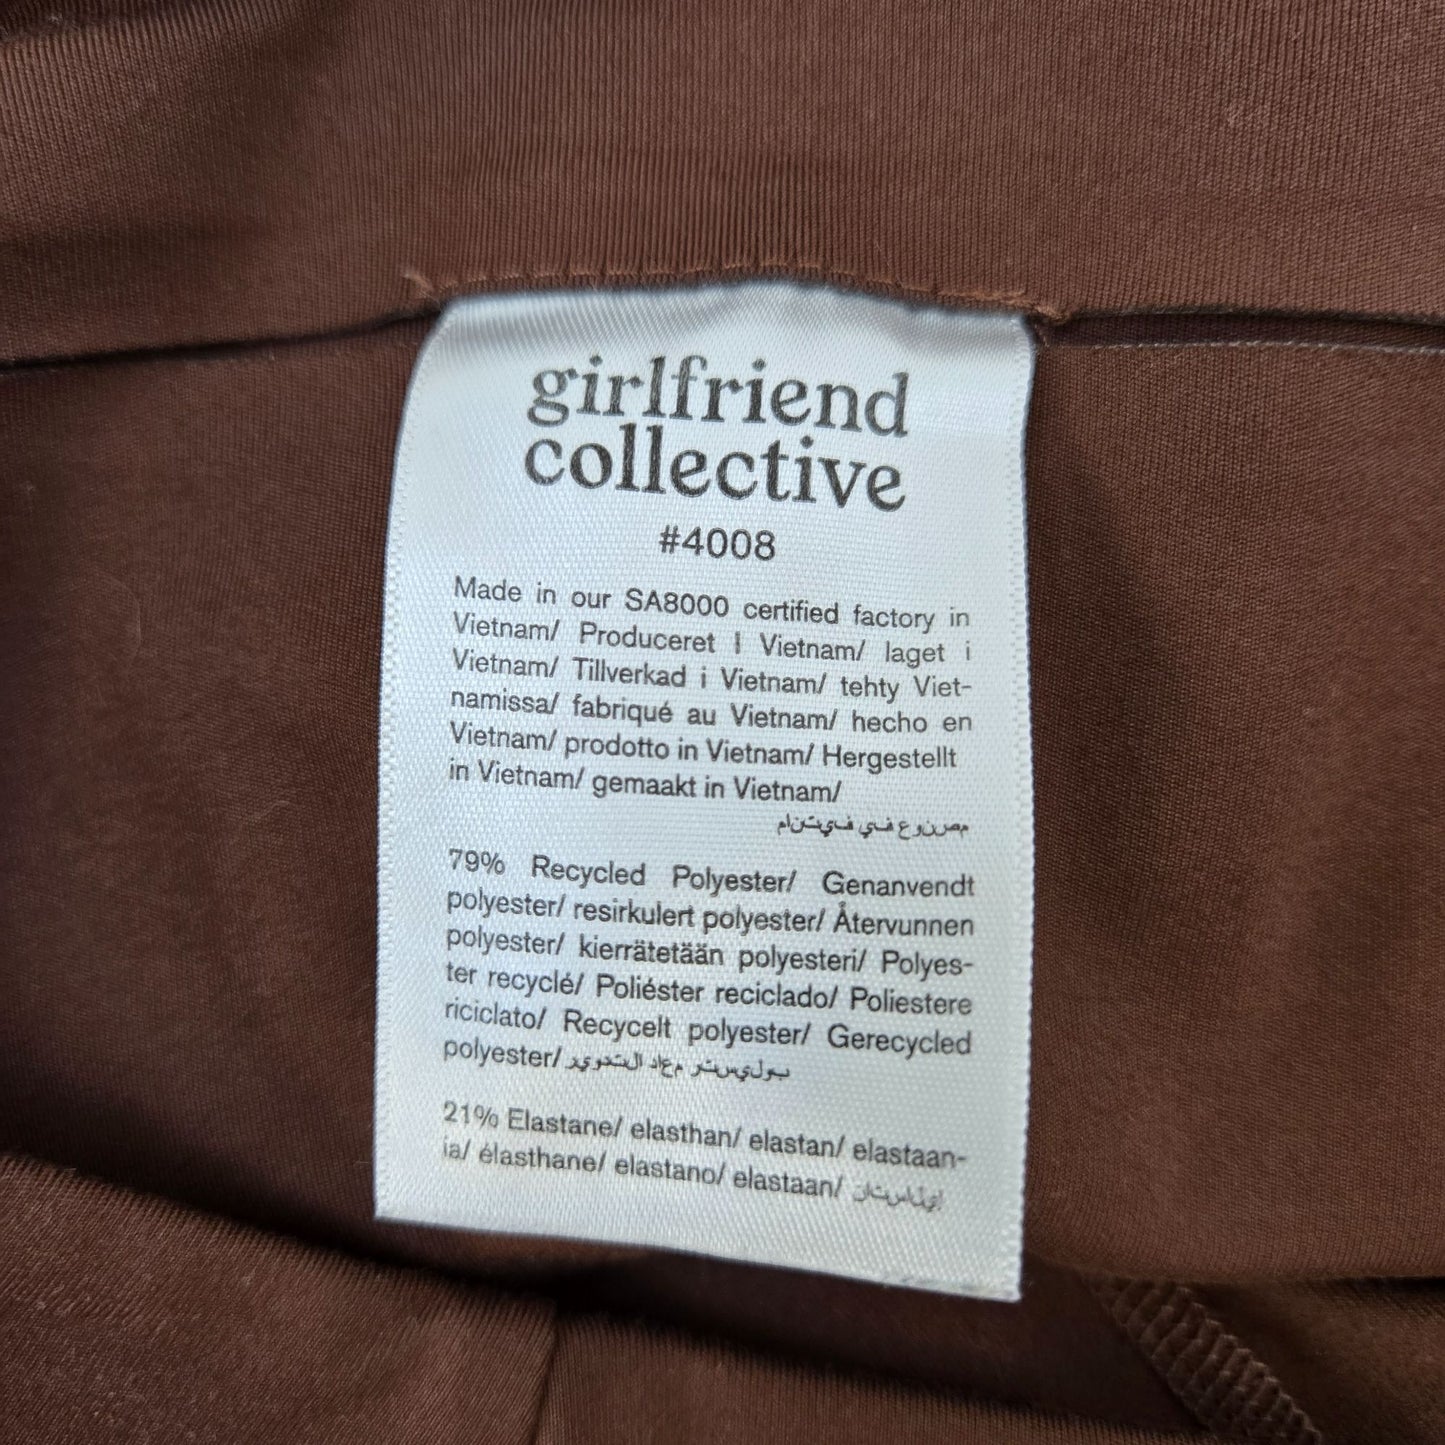 girlfriend
collective
#4008
Made in our SA8000 certified factory in
Vietnam/ Produceret I Vietnam/ laget i
Vietnam/ Tillverkad i Vietnam/ tehty Viet-
namissa/ fabriqué au Vietnam/ hecho en
Vietnam/ prodotto in Vietnam/ Hergestellt
in Vietnam/ gemaakt in Vietnam/
مصنوع في فيتنام
79% Recycled Polyester/ Genanvendt
polyester/ resirkulert polyester/ Återvunnen
polyester/ kierrätetään polyesteri/ Polyes-
ter recyclé/ Poliéster reciclado/ Poliestere
riciclato/ Recycelt polyester/ Gerecycled
polyester/ بوليستر معاد التدوير
21% Elastane/ elasthan/ elastan/ elastaan-
ia/ élasthane/ elastano/ elastaan/ إيلاستان